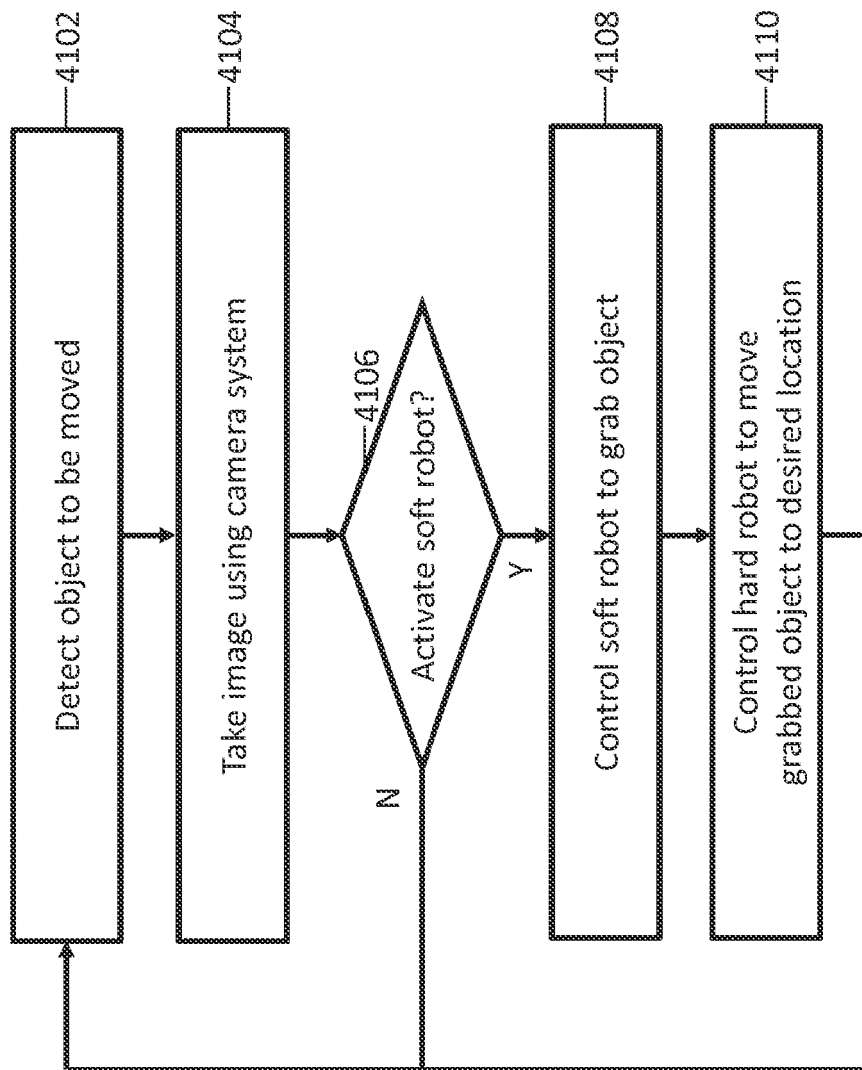 Detect object to be moved
4102
Take image using camera system
4104
4106
Activate soft robot?
N
Y
Control soft robot to grab object
4108
Control hard robot to move
grabbed object to desired location
4110